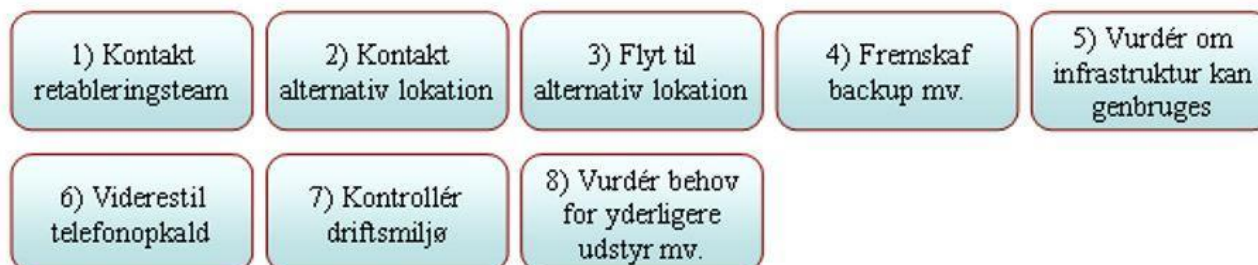 1) Kontakt
retableringsteam
2) Kontakt
alternativ lokation
3) Flyt til
alternativ lokation
4) Fremskaf
backup mv.
5) Vurdér om
infrastruktur kan
genbruges
6) Viderestil
telefonopkald
7) Kontrollér
driftsmiljø
8) Vurdér behov
for yderligere
udstyr mv.